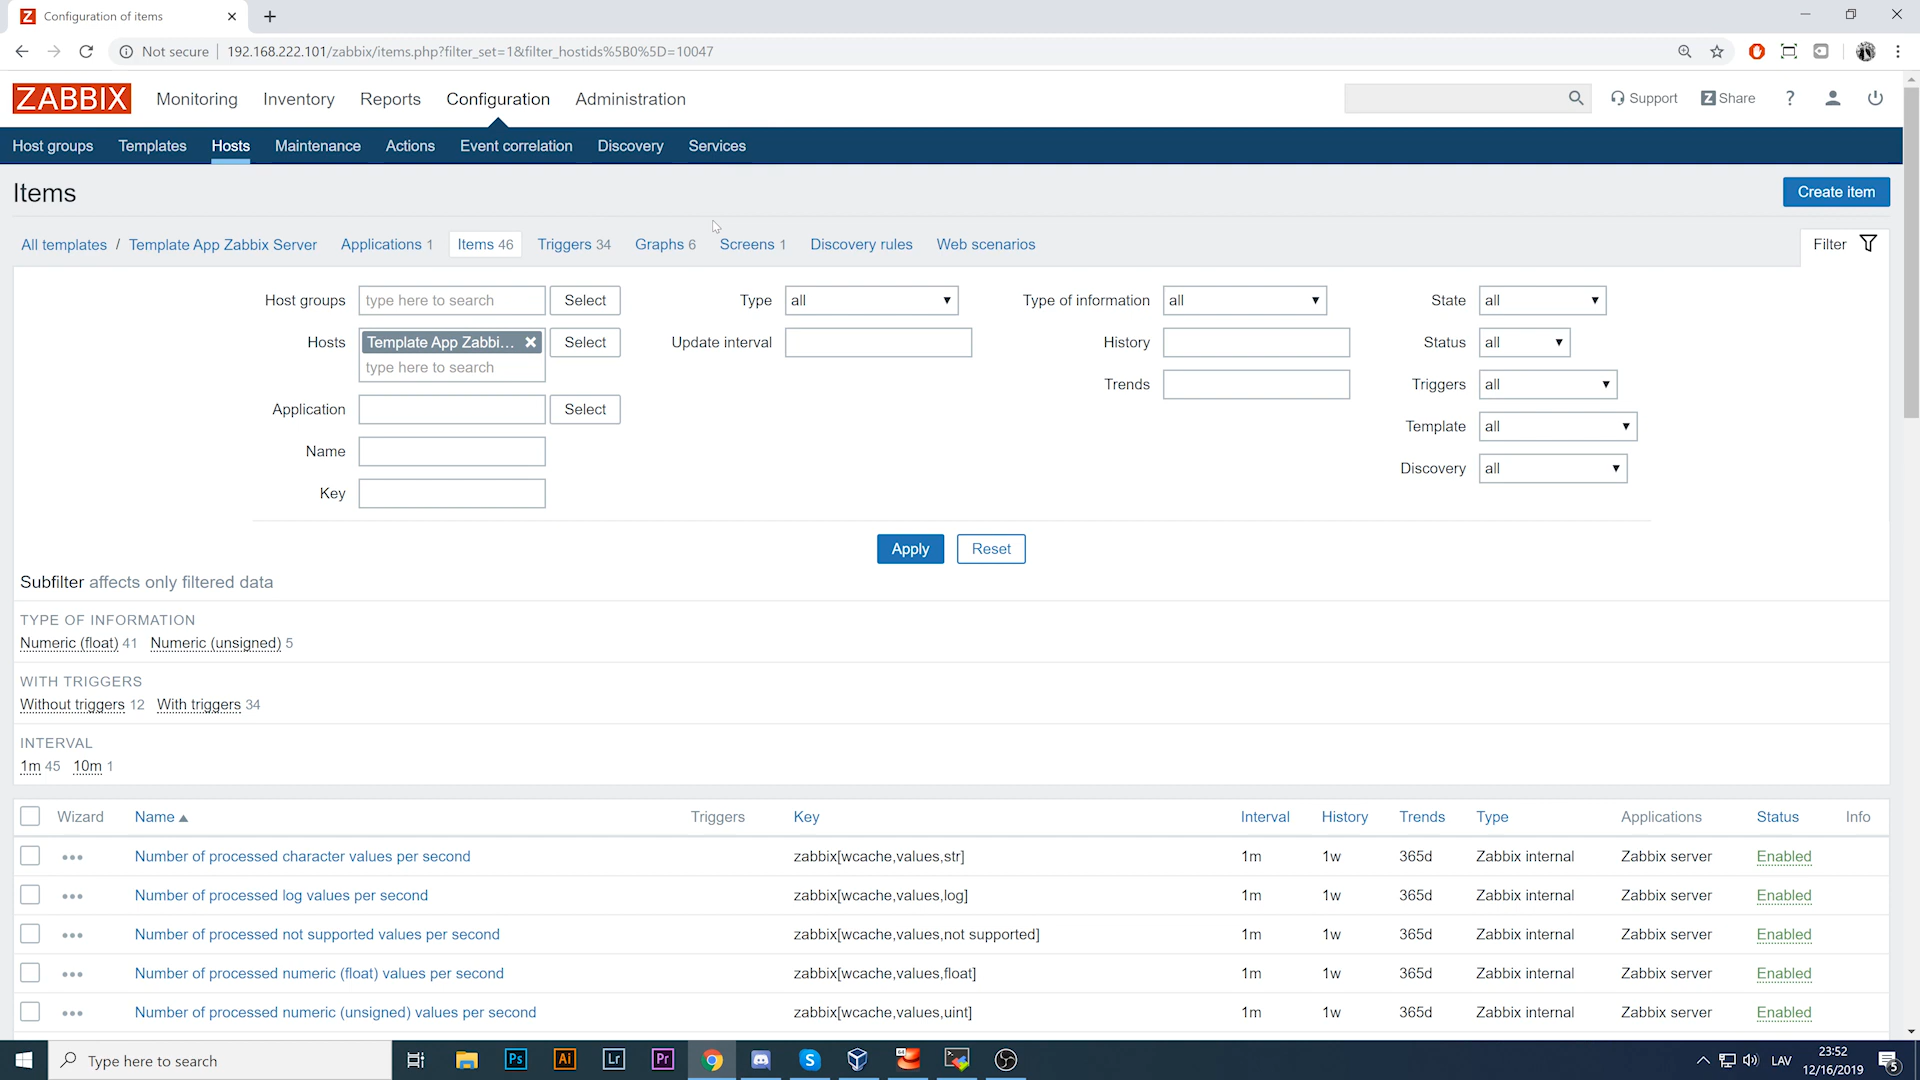 Configuration of items
Not secure
192.168.222.101/zabbix/items.php?filter_set=1&filter_hostids%5B0%5D=10047
ZABBIX Monitoring Inventory Reports Configuration Administration Support Z Share ?
Host groups Templates Hosts Maintenance Actions Event correlation Discovery Services
Items
Create item
All templates / Template App Zabbix Server Applications 1 Items 46 Triggers 34 Graphs 6 Screens 1 Discovery rules Web scenarios
Filter
Host groups type here to search Select Type all Type of information all State all
Hosts Template App Zabbi... Select Update interval History Status all
type here to search
Trends Triggers all
Application Select
Template all
Name
Discovery all
Key
Apply Reset
Subfilter affects only filtered data
TYPE OF INFORMATION
Numeric (float) 41 Numeric (unsigned) 5
WITH TRIGGERS
Without triggers 12 With triggers 34
INTERVAL
1m 45 10m 1
Wizard Name Triggers Key Interval History Trends Type Applications Status Info
Number of processed character values per second zabbix[wcache,values,str] 1m 1w 365d Zabbix internal Zabbix server Enabled
Number of processed log values per second zabbix[wcache,values,log] 1m 1w 365d Zabbix internal Zabbix server Enabled
Number of processed not supported values per second zabbix[wcache,values,not supported] 1m 1w 365d Zabbix internal Zabbix server Enabled
Number of processed numeric (float) values per second zabbix[wcache,values,float] 1m 1w 365d Zabbix internal Zabbix server Enabled
Number of processed numeric (unsigned) values per second zabbix[wcache,values,uint] 1m 1w 365d Zabbix internal Zabbix server Enabled
Type here to search Ps Ai Lr Pr LAV
23:52
12/16/2019
5